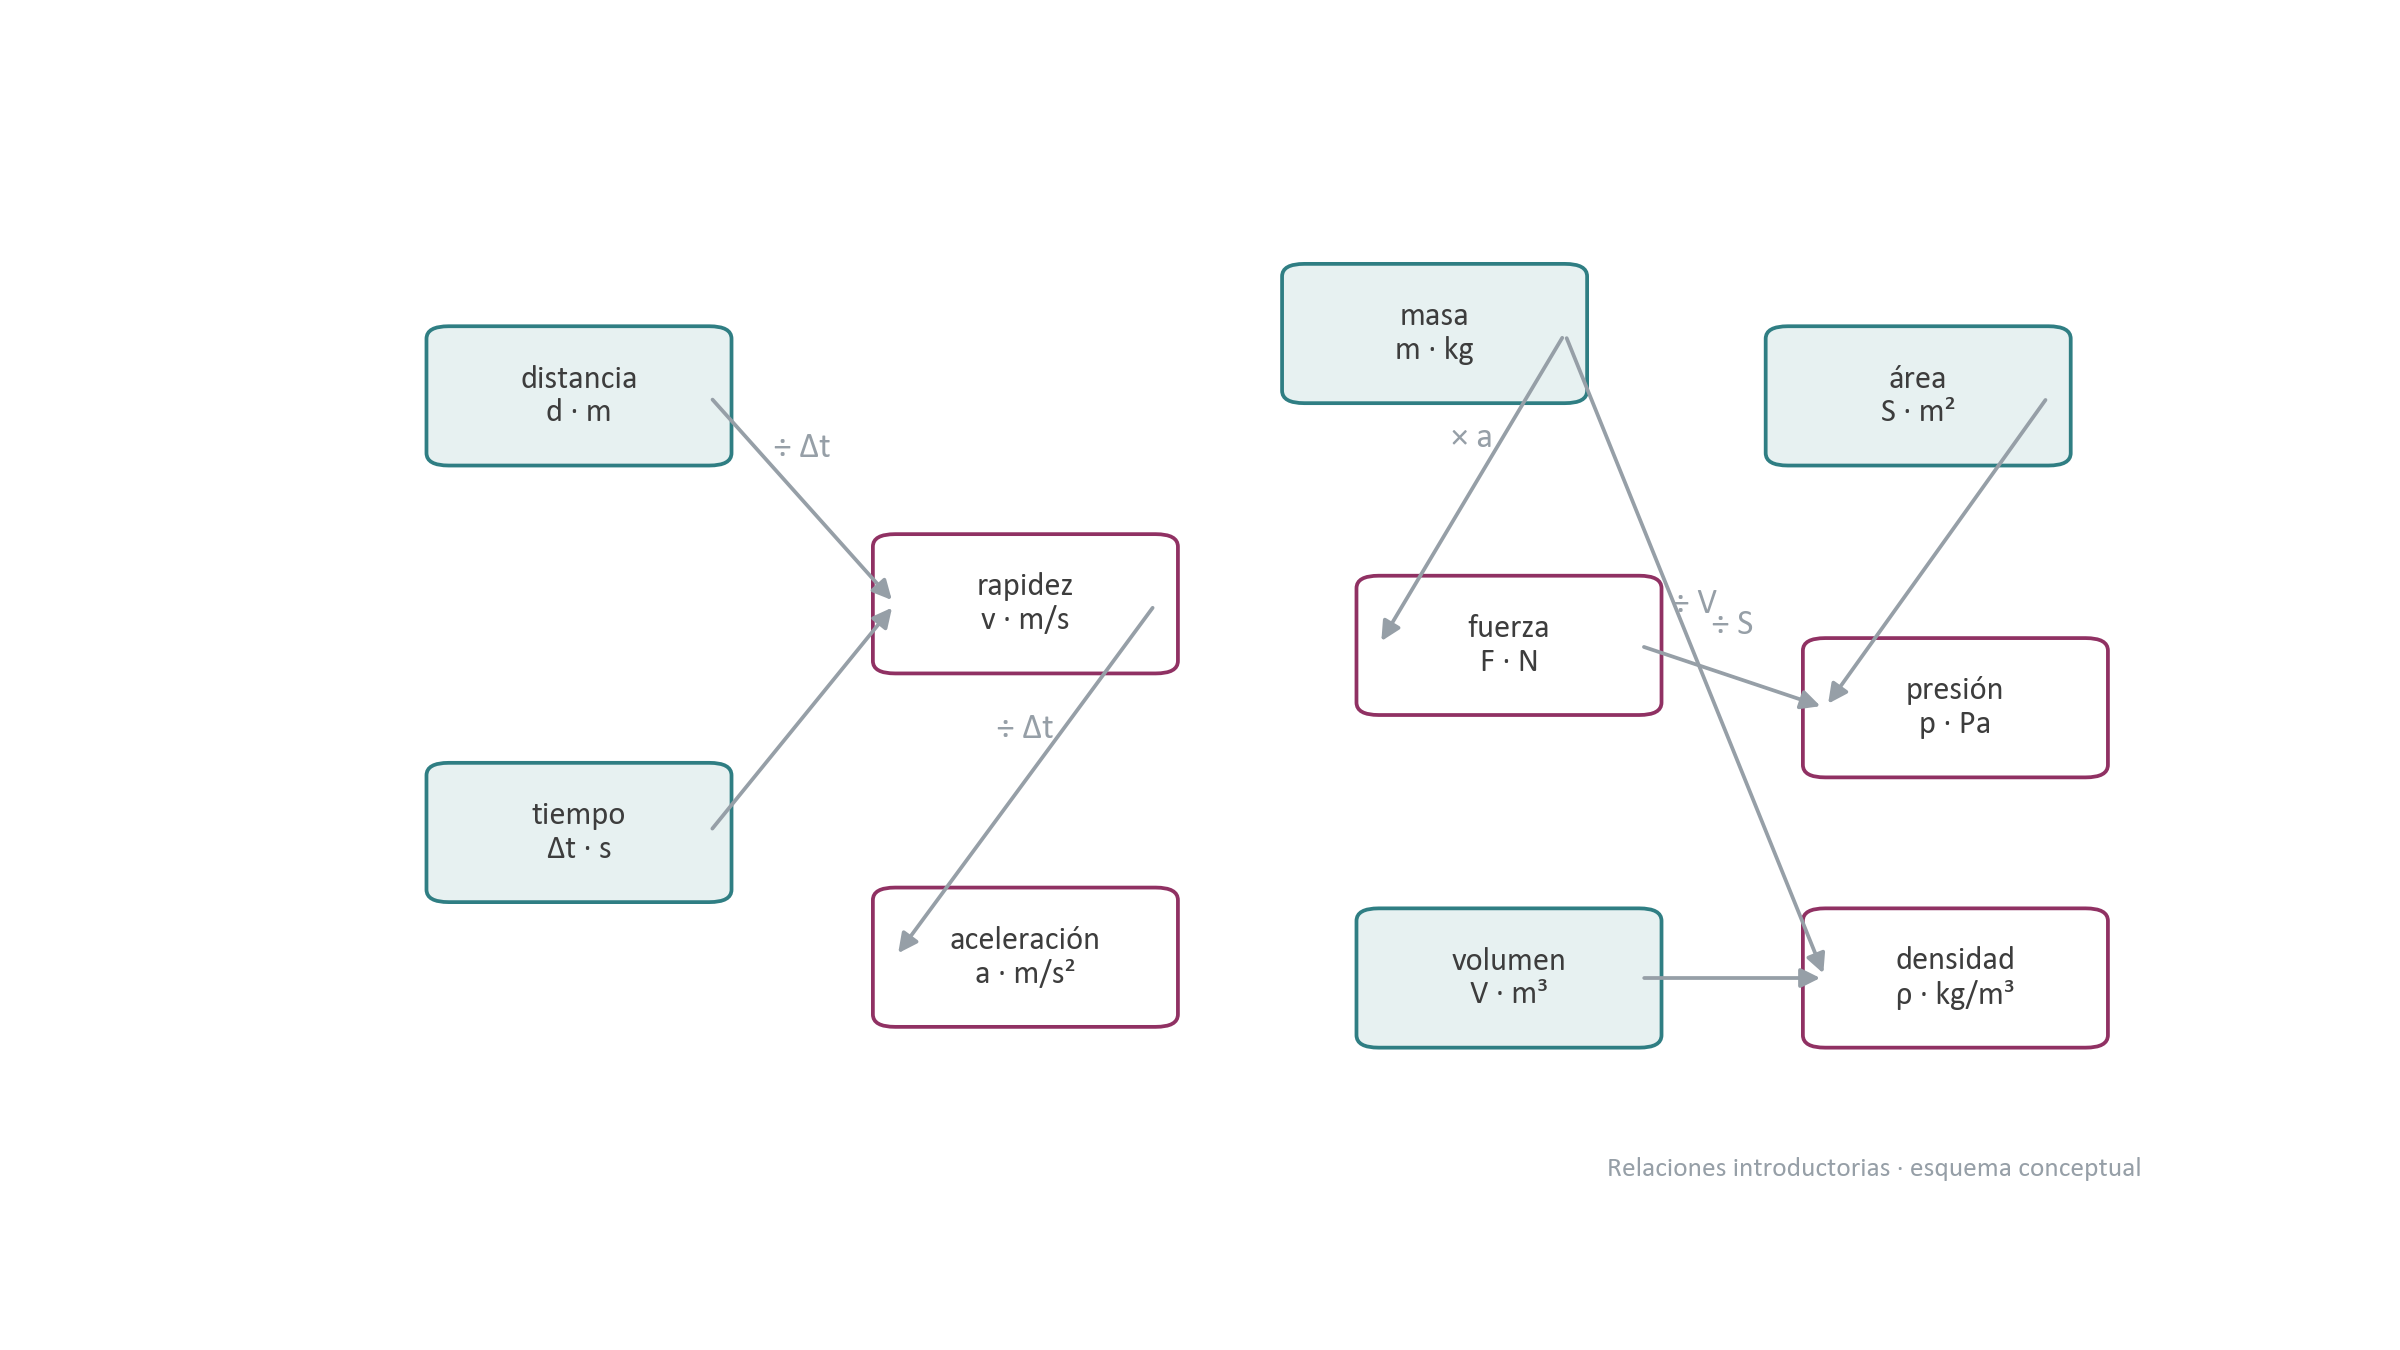 distancia
d · m
÷ Δt
tiempo
Δt · s
rapidez
v · m/s
÷ Δt
aceleración
a · m/s²
masa
m · kg
× a
área
S · m²
fuerza
F · N
÷ V
÷ S
presión
p · Pa
volumen
V · m³
densidad
ρ · kg/m³
Relaciones introductorias · esquema conceptual